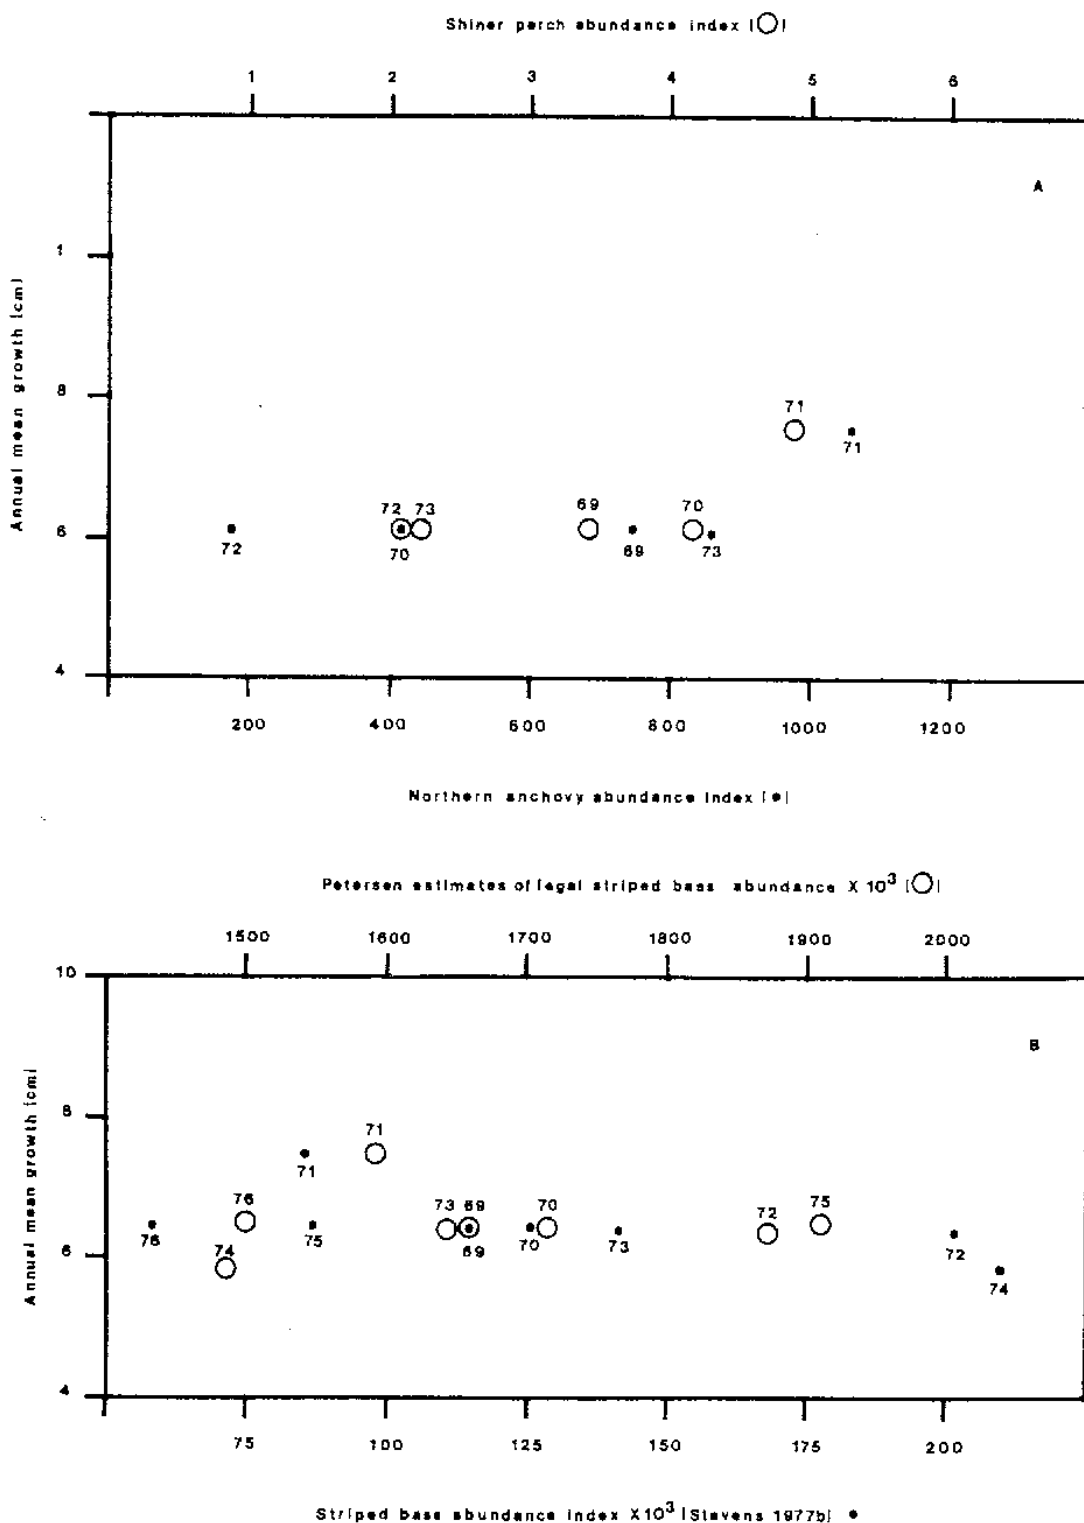 Shiner perch abundance index (○)
1 2 3 4 5 6
A
1
8
6
4
Annual mean growth (cm)
71
71
72 73 69 70
72 70 69 73
200 400 600 800 1000 1200
Northern anchovy abundance index (●)
Petersen estimates of legal striped bass abundance X 10³ (○)
1500 1600 1700 1800 1900 2000
10
B
8
6
4
Annual mean growth (cm)
71
71
76 73 69 70 72 75
76 74 75 69 70 73 72
74
75 100 125 150 175 200
Striped bass abundance index X10³ (Stevens 1977b) ●